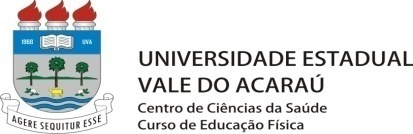 1968 UVA
AGERE SEQUITUR ESSE
UNIVERSIDADE ESTADUAL
VALE DO ACARAÚ
Centro de Ciências da Saúde
Curso de Educação Física